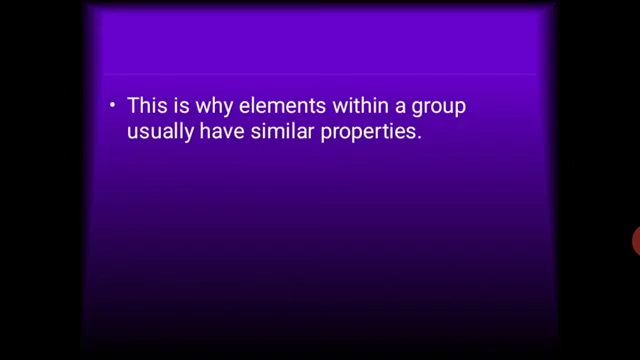 • This is why elements within a group
usually have similar properties.